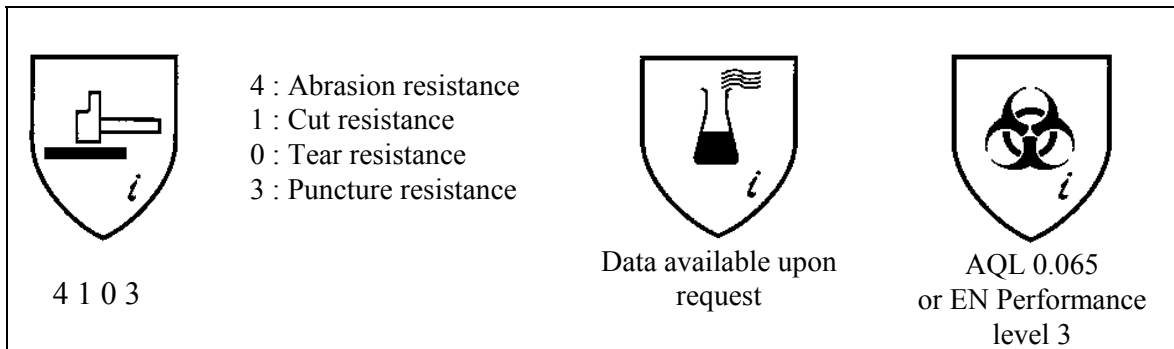 4 : Abrasion resistance
1 : Cut resistance
0 : Tear resistance
3 : Puncture resistance
i
4 1 0 3
i
Data available upon
request
i
AQL 0.065
or EN Performance
level 3